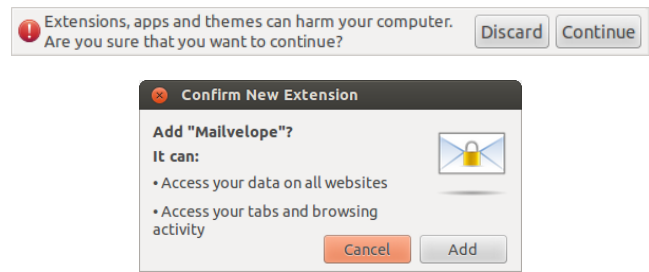 Extensions, apps and themes can harm your computer.
Are you sure that you want to continue?
Discard
Continue
Confirm New Extension
Add "Mailvelope"?
It can:
• Access your data on all websites
• Access your tabs and browsing
activity
Cancel
Add